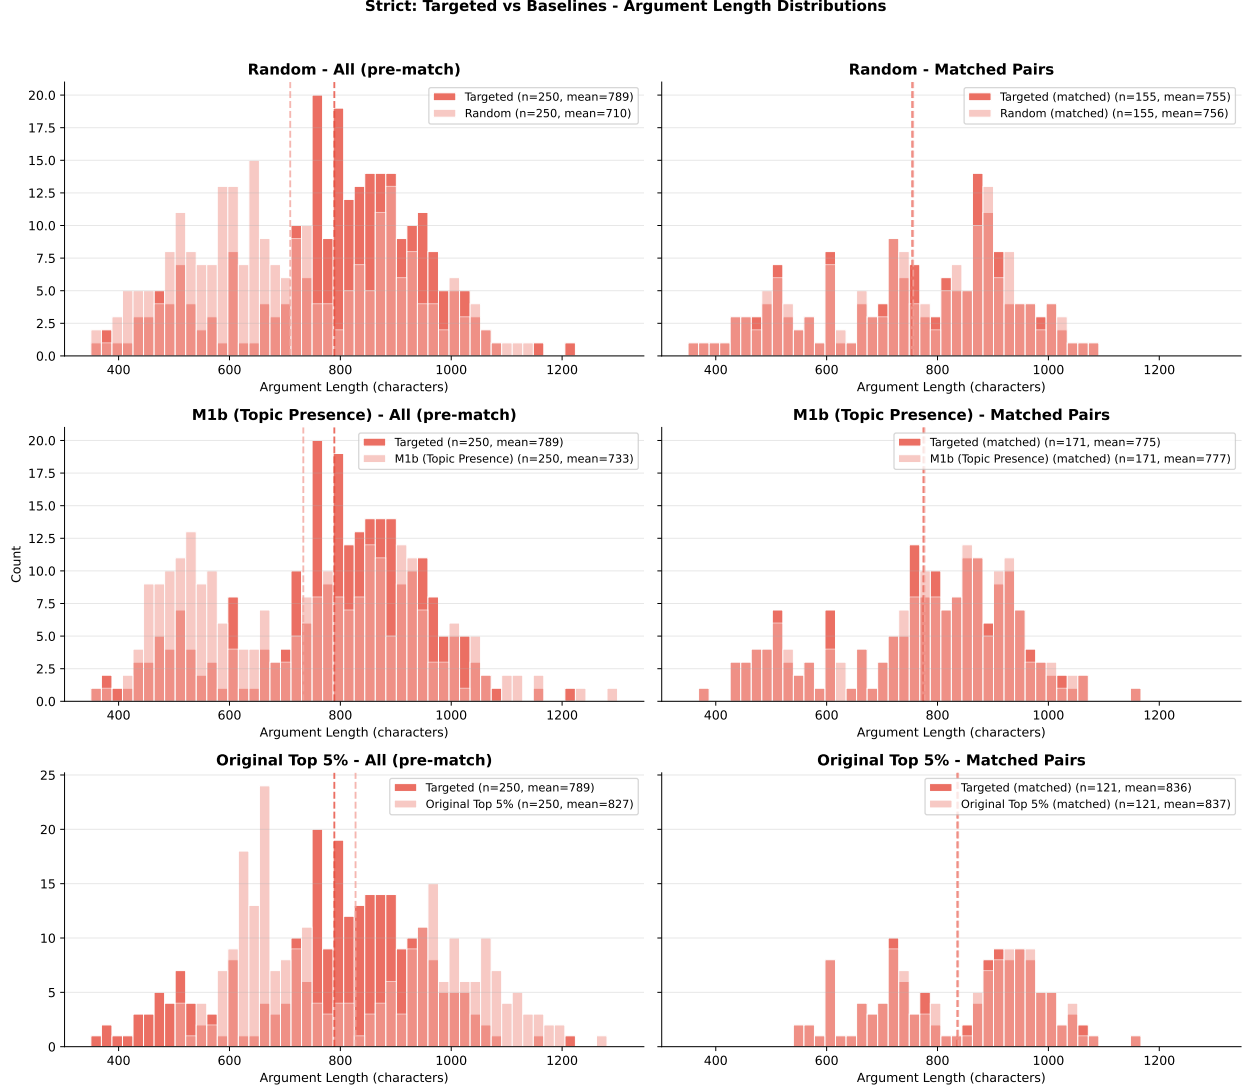 Strict: Targeted vs Baselines - Argument Length Distributions
Random - All (pre-match)
Targeted (n=250, mean=789)
Random (n=250, mean=710)
20.0
17.5
15.0
12.5
10.0
7.5
5.0
2.5
0.0
400 600 800 1000 1200
Argument Length (characters)
Random - Matched Pairs
Targeted (matched) (n=155, mean=755)
Random (matched) (n=155, mean=756)
400 600 800 1000 1200
Argument Length (characters)
M1b (Topic Presence) - All (pre-match)
Targeted (n=250, mean=789)
M1b (Topic Presence) (n=250, mean=733)
Count
20.0
17.5
15.0
12.5
10.0
7.5
5.0
2.5
0.0
400 600 800 1000 1200
Argument Length (characters)
M1b (Topic Presence) - Matched Pairs
Targeted (matched) (n=171, mean=775)
M1b (Topic Presence) (matched) (n=171, mean=777)
400 600 800 1000 1200
Argument Length (characters)
Original Top 5% - All (pre-match)
Targeted (n=250, mean=789)
Original Top 5% (n=250, mean=827)
25
20
15
10
5
0
400 600 800 1000 1200
Argument Length (characters)
Original Top 5% - Matched Pairs
Targeted (matched) (n=121, mean=836)
Original Top 5% (matched) (n=121, mean=837)
400 600 800 1000 1200
Argument Length (characters)